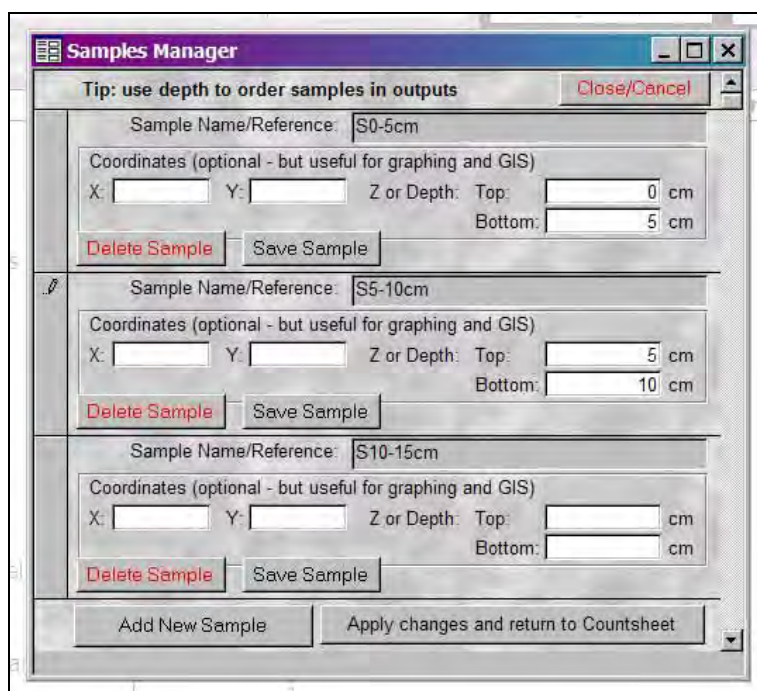 Samples Manager
Tip: use depth to order samples in outputs Close/Cancel
Sample Name/Reference: S0-5cm
Coordinates (optional - but useful for graphing and GIS)
X: Y: Z or Depth: Top: 0 cm
Bottom: 5 cm
Delete Sample Save Sample
Sample Name/Reference: S5-10cm
Coordinates (optional - but useful for graphing and GIS)
X: Y: Z or Depth: Top: 5 cm
Bottom: 10 cm
Delete Sample Save Sample
Sample Name/Reference: S10-15cm
Coordinates (optional - but useful for graphing and GIS)
X: Y: Z or Depth: Top: cm
Bottom: cm
Delete Sample Save Sample
Add New Sample Apply changes and return to Countsheet